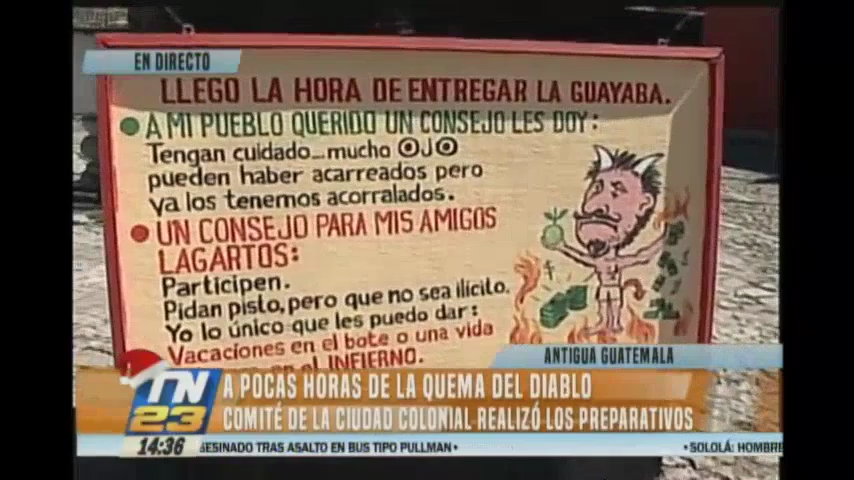 EN DIRECTO
LLEGO LA HORA DE ENTREGAR LA GUAYABA.
A MI PUEBLO QUERIDO UN CONSEJO LES DOY:
Tengan cuidado...mucho OJO
pueden haber acarreados pero
ya los tenemos acorralados.
UN CONSEJO PARA MIS AMIGOS
LAGARTOS:
Participen.
Pidan pisto, pero que no sea ilícito.
Yo lo único que les puedo dar:
Vacaciones en el bote o una vida
en el INFIERNO.
ANTIGUA GUATEMALA
A POCAS HORAS DE LA QUEMA DEL DIABLO
COMITÉ DE LA CIUDAD COLONIAL REALIZÓ LOS PREPARATIVOS
TN
23
14:36
SESINADO TRAS ASALTO EN BUS TIPO PULLMAN•
•SOLOLÁ: HOMBRE